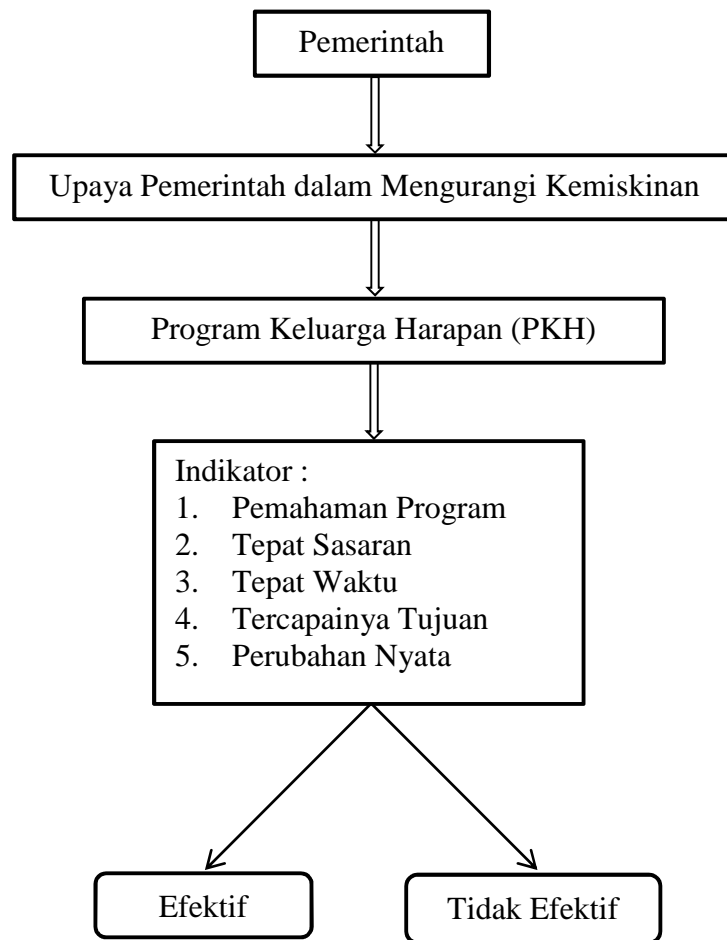 Pemerintah
Upaya Pemerintah dalam Mengurangi Kemiskinan
Program Keluarga Harapan (PKH)
Indikator :
1. Pemahaman Program
2. Tepat Sasaran
3. Tepat Waktu
4. Tercapainya Tujuan
5. Perubahan Nyata
Efektif
Tidak Efektif